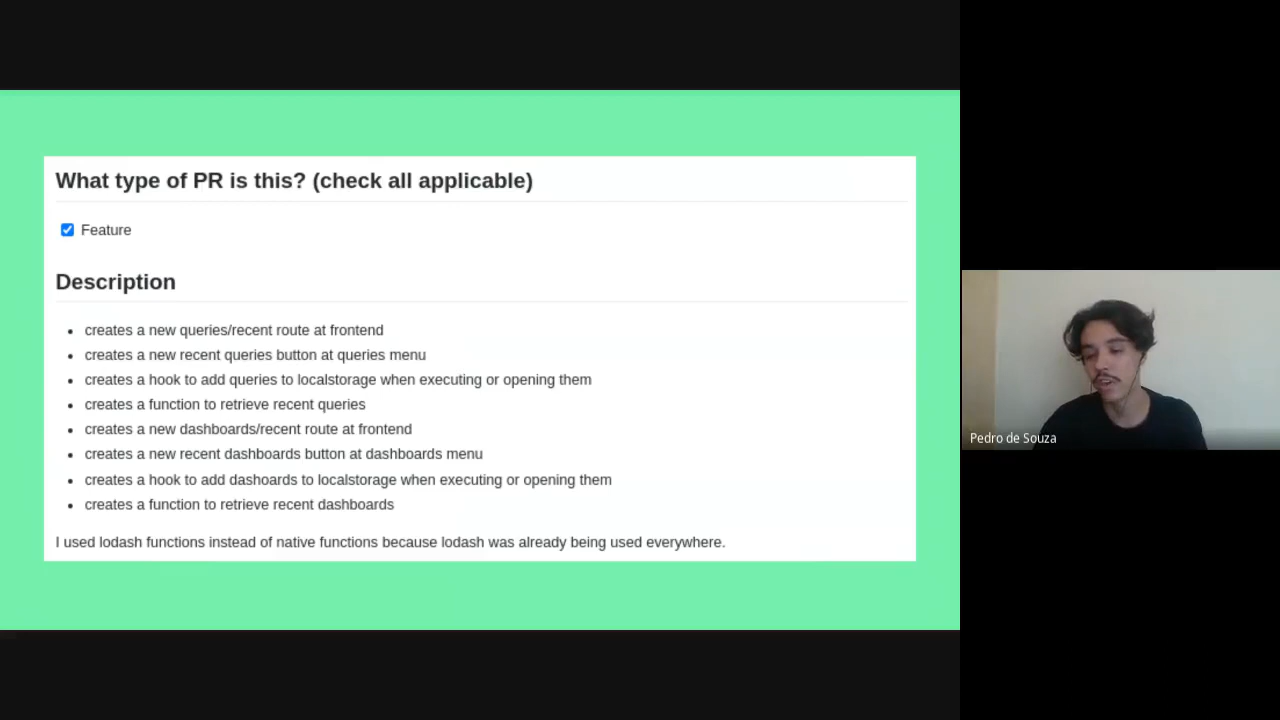 What type of PR is this? (check all applicable)
Feature
Description
creates a new queries/recent route at frontend
creates a new recent queries button at queries menu
creates a hook to add queries to localstorage when executing or opening them
creates a function to retrieve recent queries
creates a new dashboards/recent route at frontend
creates a new recent dashboards button at dashboards menu
creates a hook to add dashoards to localstorage when executing or opening them
creates a function to retrieve recent dashboards
I used lodash functions instead of native functions because lodash was already being used everywhere.
Pedro de Souza